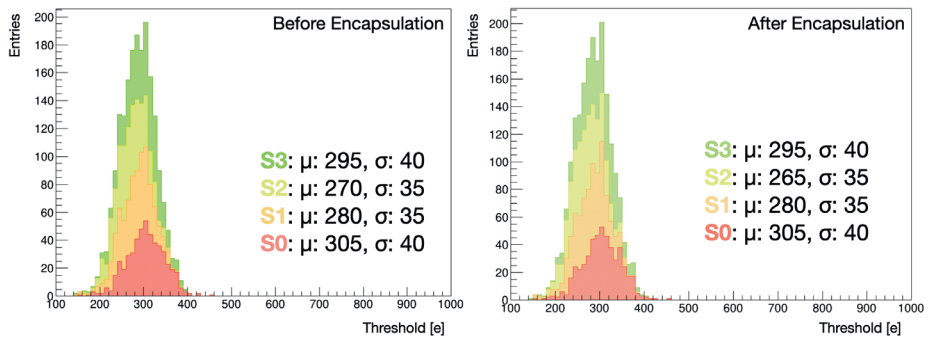 Before Encapsulation
Entries
200
180
160
140
120
100
80
60
40
20
0
S3: μ: 295, σ: 40
S2: μ: 270, σ: 35
S1: μ: 280, σ: 35
S0: μ: 305, σ: 40
100 200 300 400 500 600 700 800 900 1000
Threshold [e]
After Encapsulation
Entries
200
180
160
140
120
100
80
60
40
20
0
S3: μ: 295, σ: 40
S2: μ: 265, σ: 35
S1: μ: 280, σ: 35
S0: μ: 305, σ: 40
100 200 300 400 500 600 700 800 900 1000
Threshold [e]